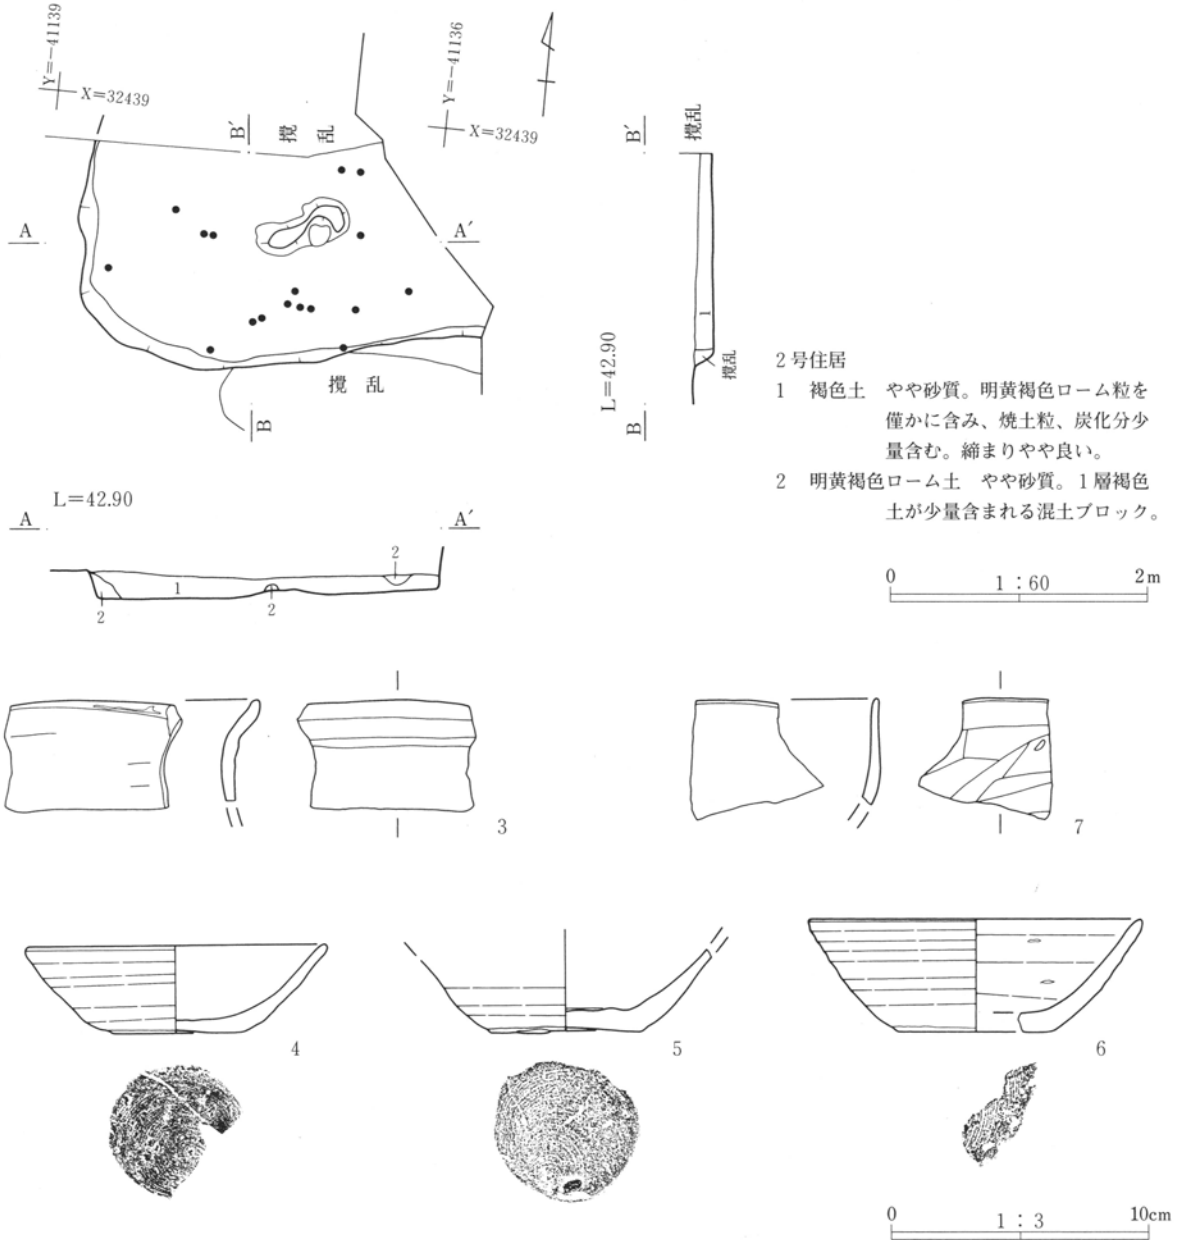 Y=-41139
X=32439
Y=-41136
X=32439
B′
攪乱
A
A′
攪乱
B
B′
攪乱
1
攪乱
L=42.90
B
2号住居
1 褐色土 やや砂質。明黄褐色ローム粒を
僅かに含み、焼土粒、炭化分少
量含む。締まりやや良い。
2 明黄褐色ローム土 やや砂質。1層褐色
土が少量含まれる混土ブロック。
L=42.90
A
A′
2
1
2
2
0 1:60 2m
3
7
4
5
6
0 1:3 10cm